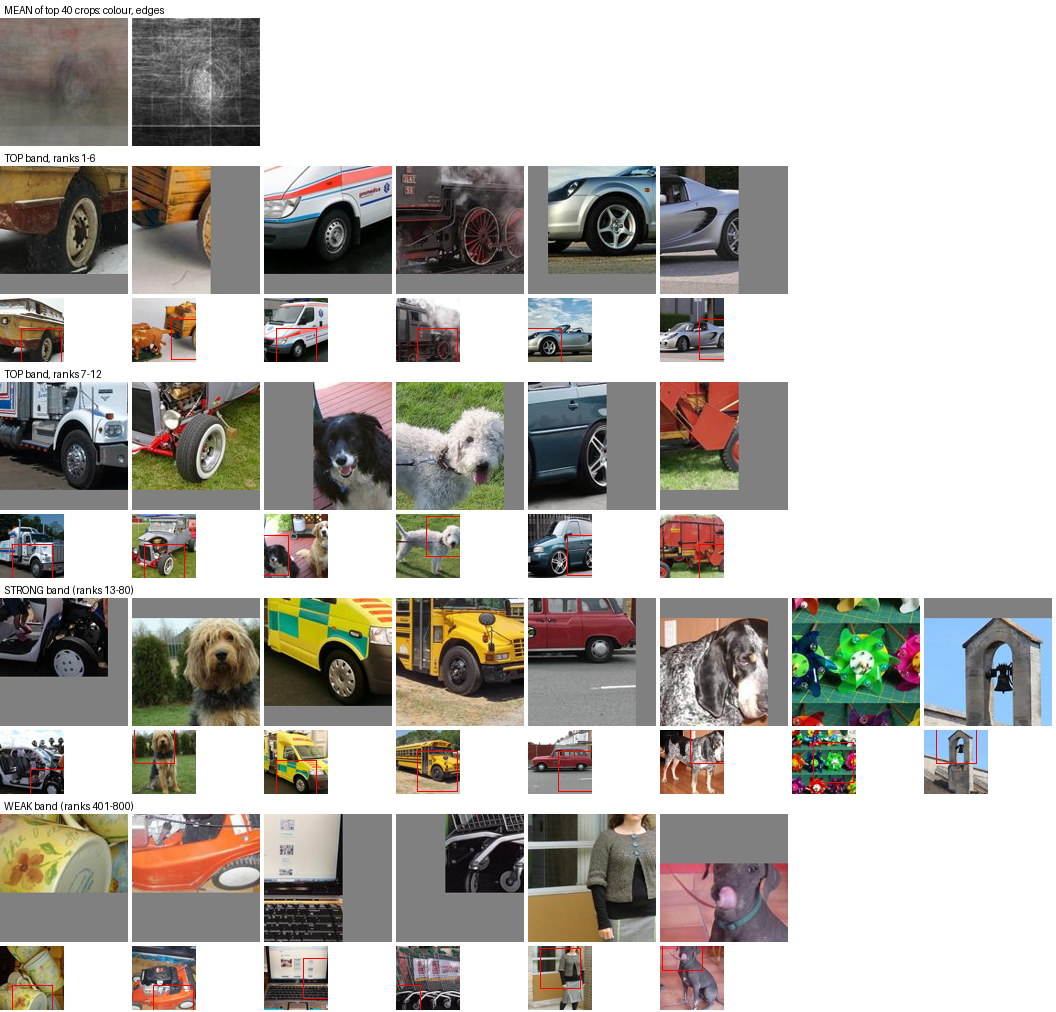 MEAN of top 40 crops: colour, edges
TOP band, ranks 1-6
TOP band, ranks 7-12
STRONG band (ranks 13-80)
WEAK band (ranks 401-800)